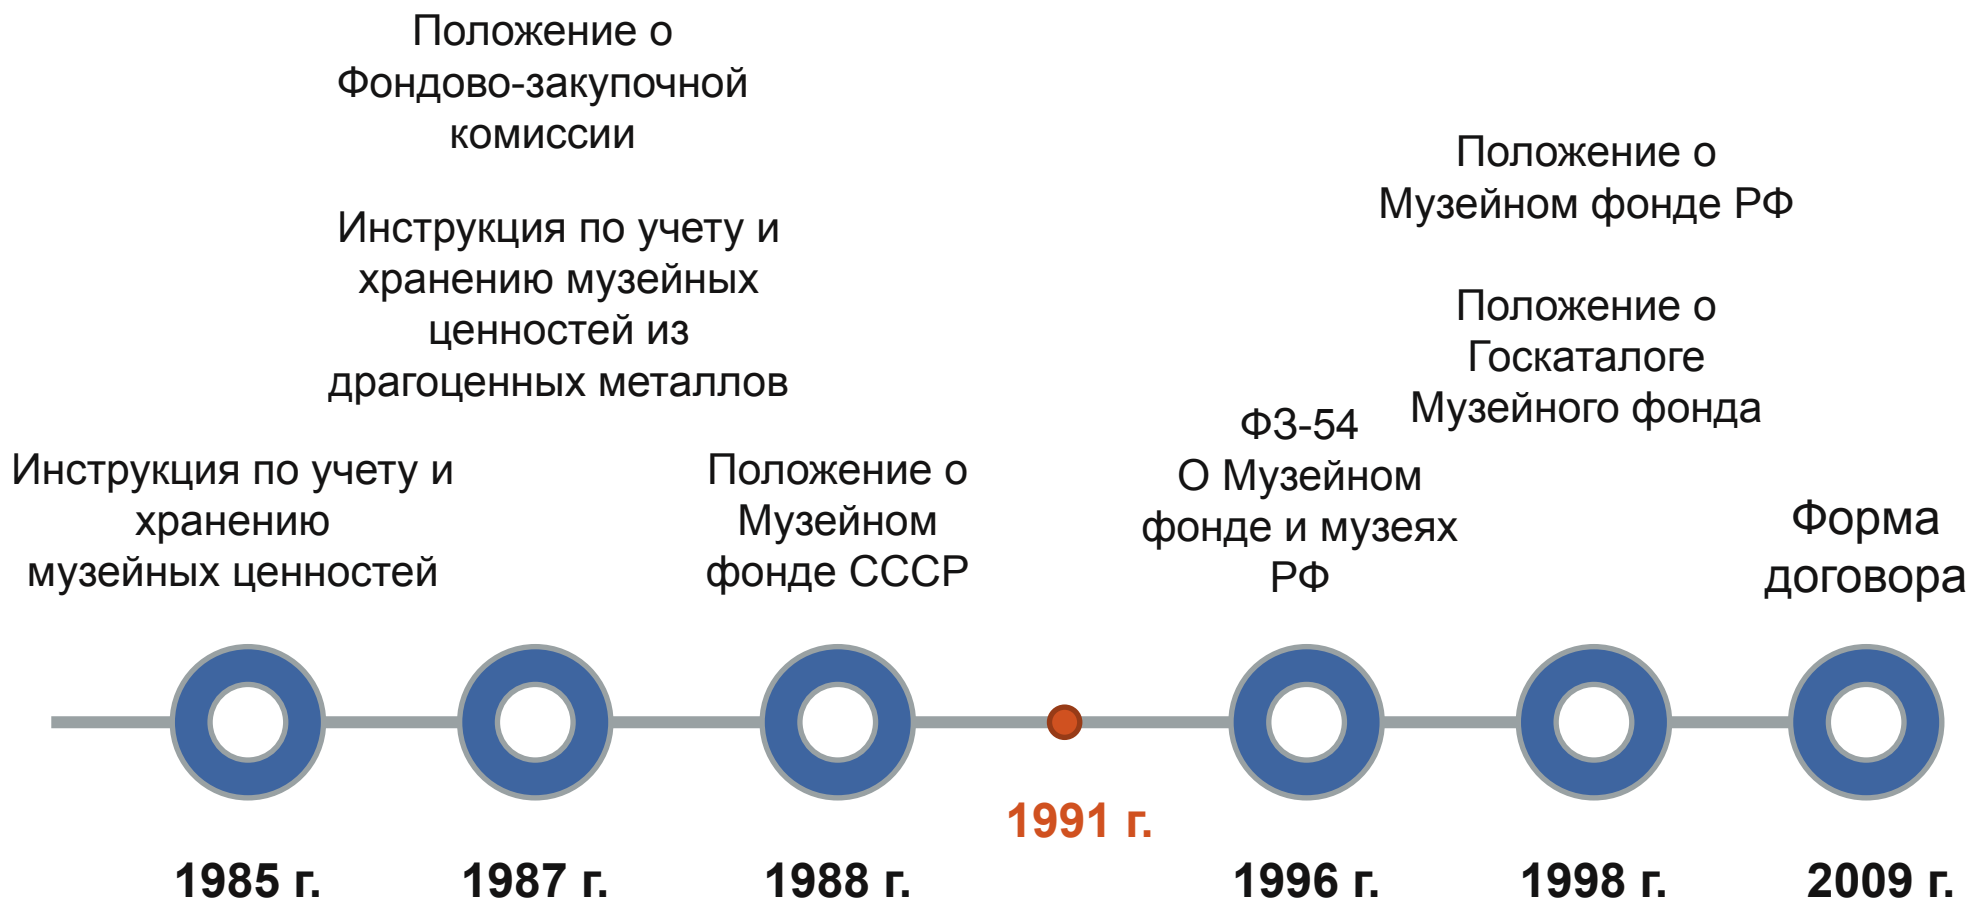 Положение о
Фондово-закупочной
комиссии
Инструкция по учету и
хранению музейных
ценностей из
драгоценных металлов
Инструкция по учету и
хранению
музейных ценностей
Положение о
Музейном
фонде СССР
ФЗ-54
О Музейном
фонде и музеях
РФ
Положение о
Музейном фонде РФ
Положение о
Госкаталоге
Музейного фонда
Форма
договора
1985 г.
1987 г.
1988 г.
1991 г.
1996 г.
1998 г.
2009 г.